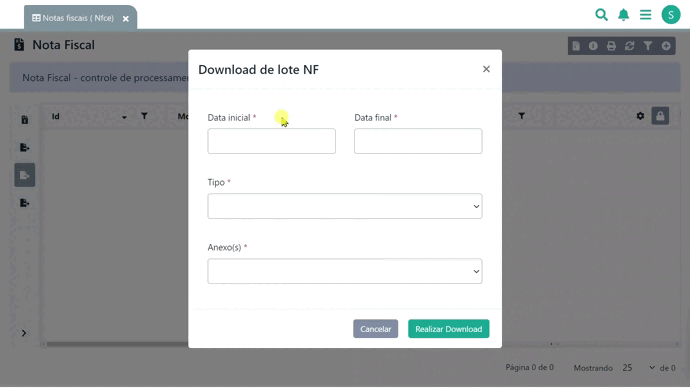 Notas fiscais ( Nfce)
S
Nota Fiscal
Nota Fiscal - controle de processame
Id
Mo
Download de lote NF
Data inicial *
Data final *
Tipo *
Anexo(s) *
Cancelar
Realizar Download
Página 0 de 0
Mostrando 25 de 0